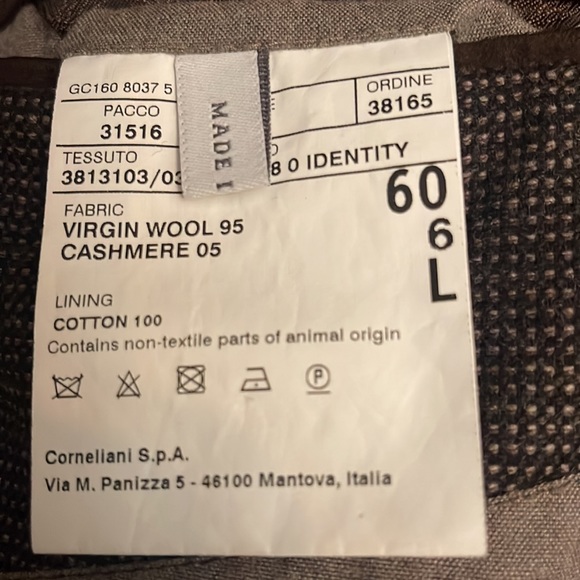 GC160 8037 5
ORDINE
PACCO
38165
31516
MADE I
TESSUTO
8 0 IDENTITY
3813103/03
60
FABRIC
VIRGIN WOOL 95
6
CASHMERE 05
L
LINING
COTTON 100
Contains non-textile parts of animal origin
P
Corneliani S.p.A.
Via M. Panizza 5 - 46100 Mantova, Italia